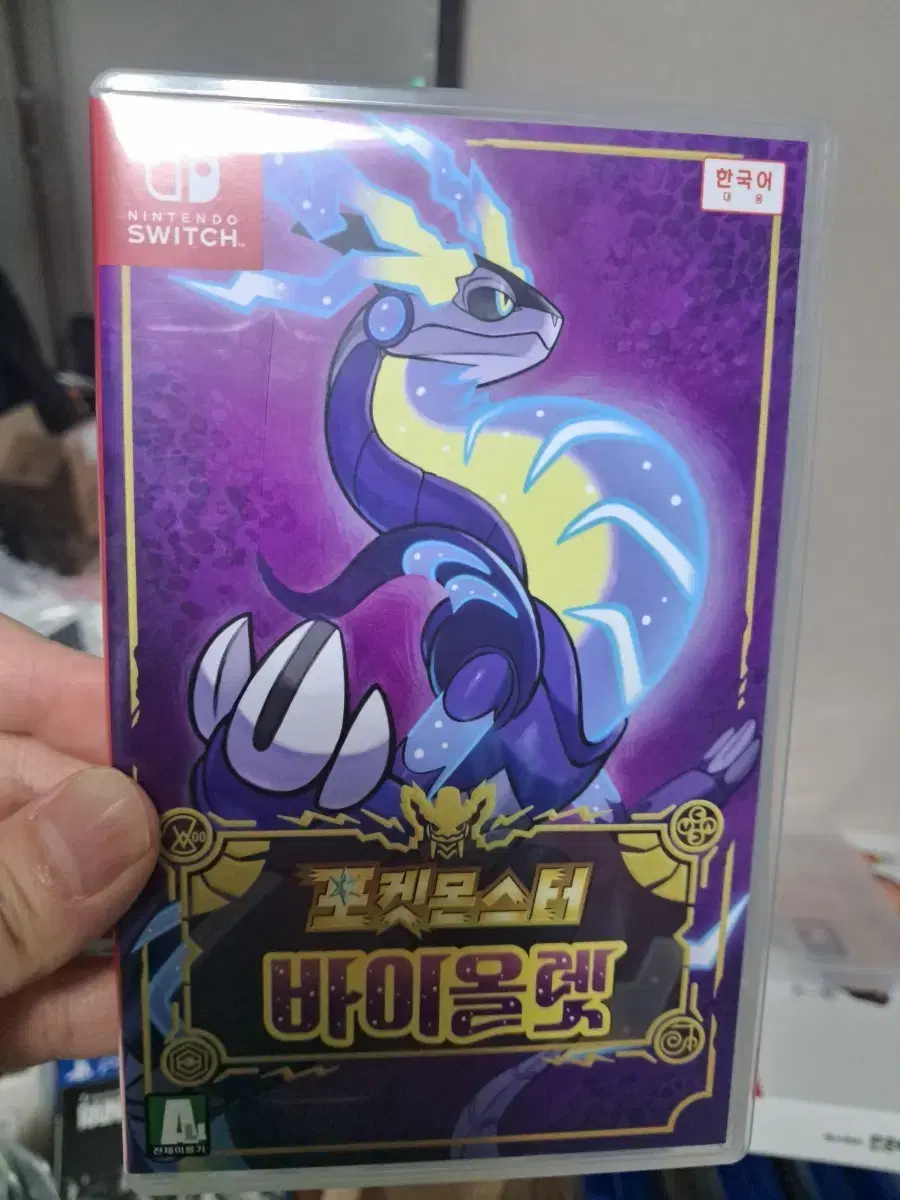 NINTENDO
SWITCH™
한국어
대 응
포켓몬스터
바이올렛
A
전체이용가